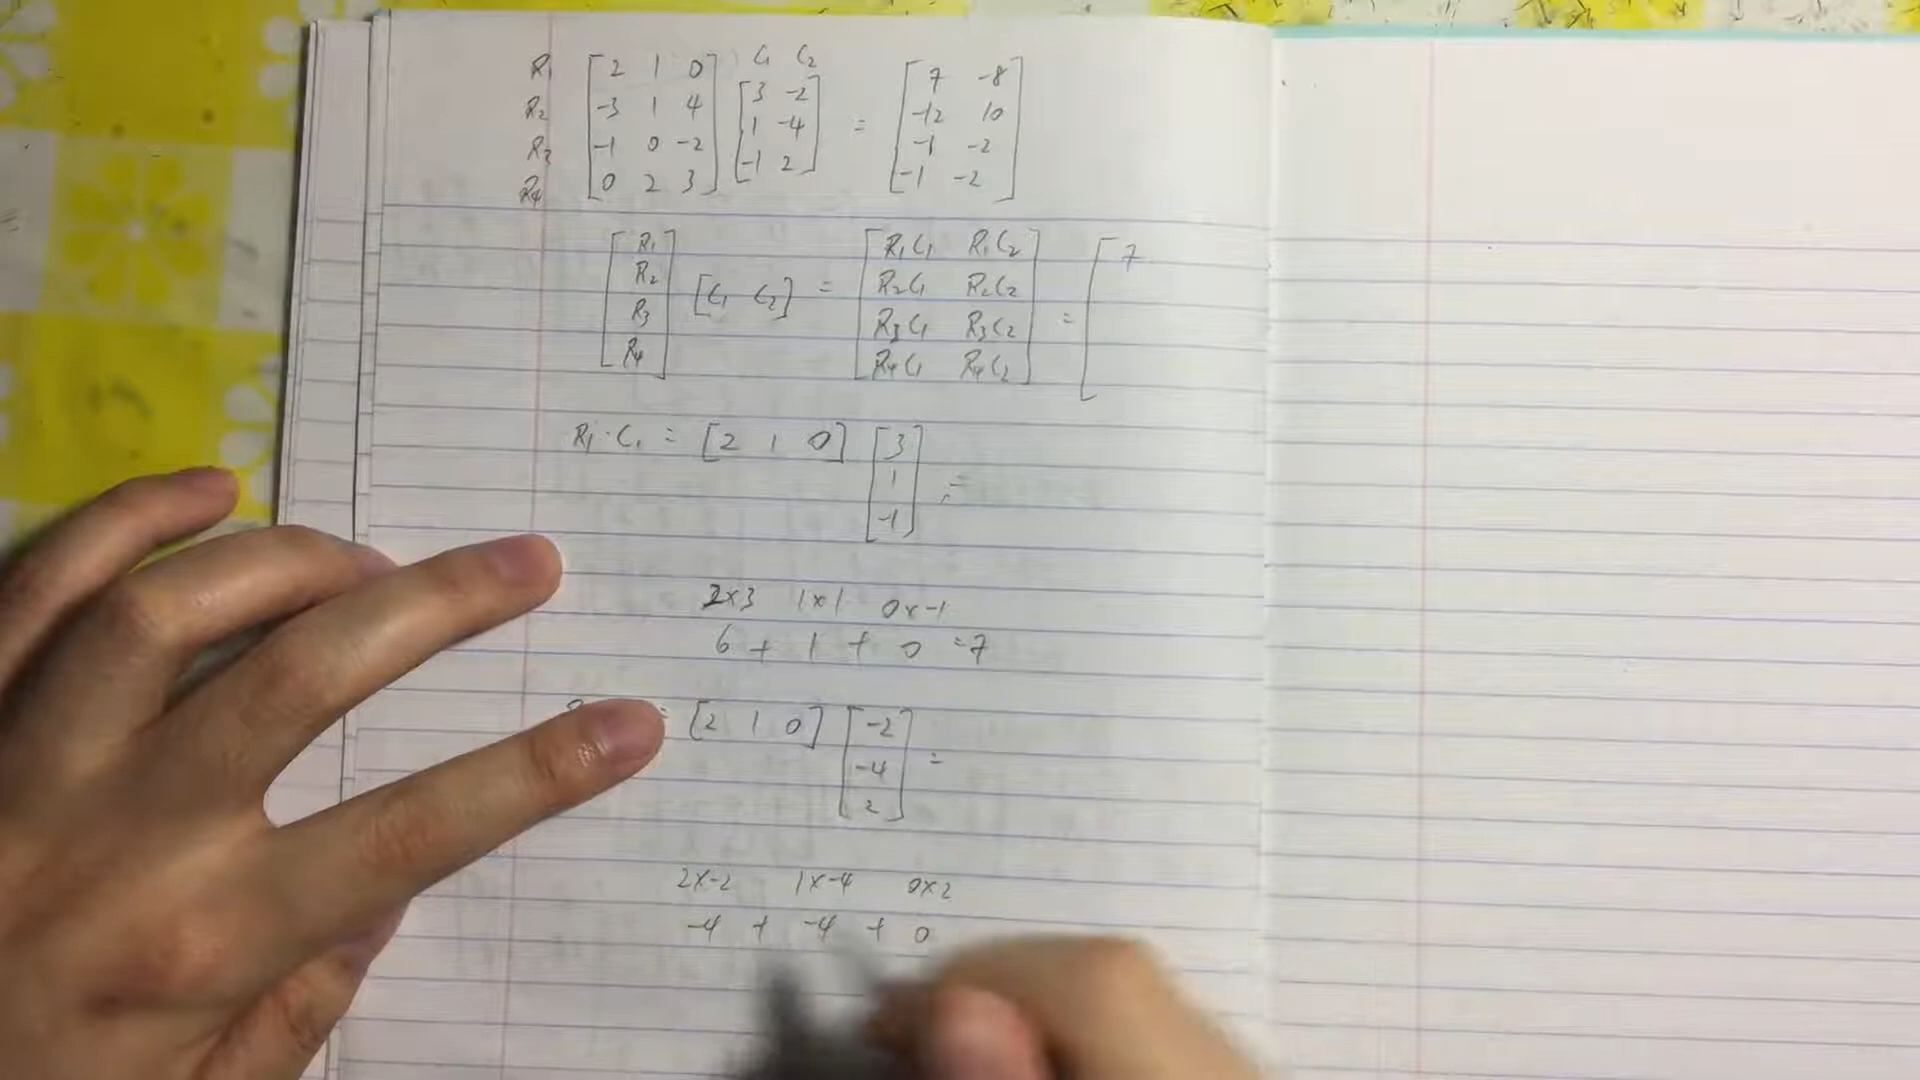 C₁ C₂
R₁ [2 1 0] [3 -2] = [7 -8]
R₂ [-3 1 4] [1 -4] [-12 10]
R₃ [-1 0 -2] [-1 2] [-1 -2]
R₄ [0 2 3] [-1 -2]
[R₁ [R₁C₁ R₁C₂ [7
R₂ [C₁ C₂] = R₂C₁ R₂C₂
R₃ R₃C₁ R₃C₂ =
R₄] R₄C₁ R₄C₂]
R₁·C₁ = [2 1 0] [3
1 =
-1]
2x3 1x1 0x-1
6 + 1 + 0 =7
= [2 1 0] [-2
-4 =
2]
2x-2 1x-4 0x2
-4 + -4 + 0